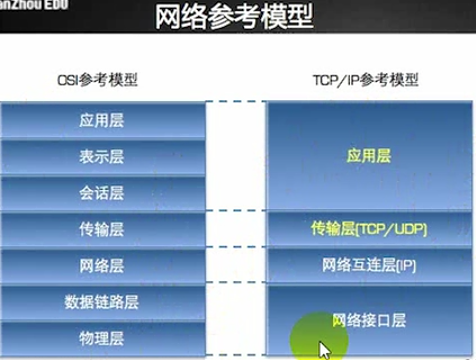 anZhou EDU
网络参考模型
OSI参考模型
TCP/IP参考模型
应用层
表示层
会话层
传输层
网络层
数据链路层
物理层
应用层
传输层(TCP/UDP)
网络互连层(IP)
网络接口层